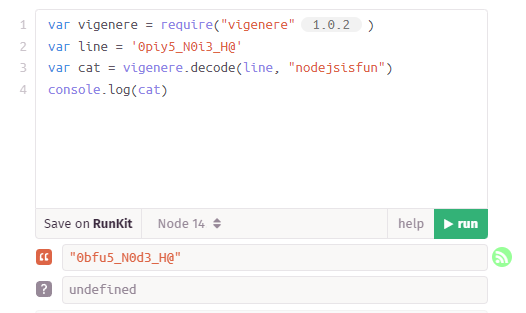 1 var vigenere = require("vigenere" 1.0.2 )
2 var line = '0piy5_N0i3_H@'
3 var cat = vigenere.decode(line, "nodejsisfun")
4 console.log(cat)
Save on RunKit Node 14 help run
"0bfu5_N0d3_H@"
? undefined